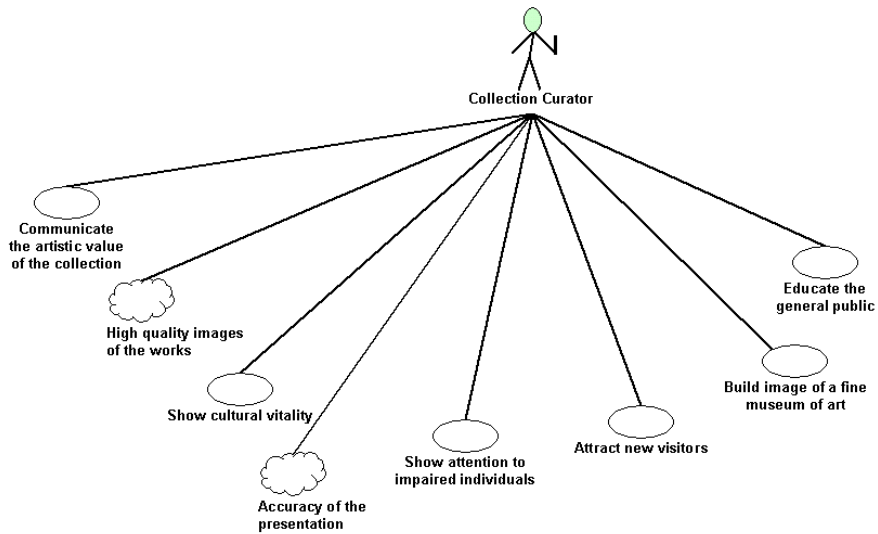 Collection Curator
Communicate
the artistic value
of the collection
High quality images
of the works
Show cultural vitality
Accuracy of the
presentation
Show attention to
impaired individuals
Attract new visitors
Build image of a fine
museum of art
Educate the
general public